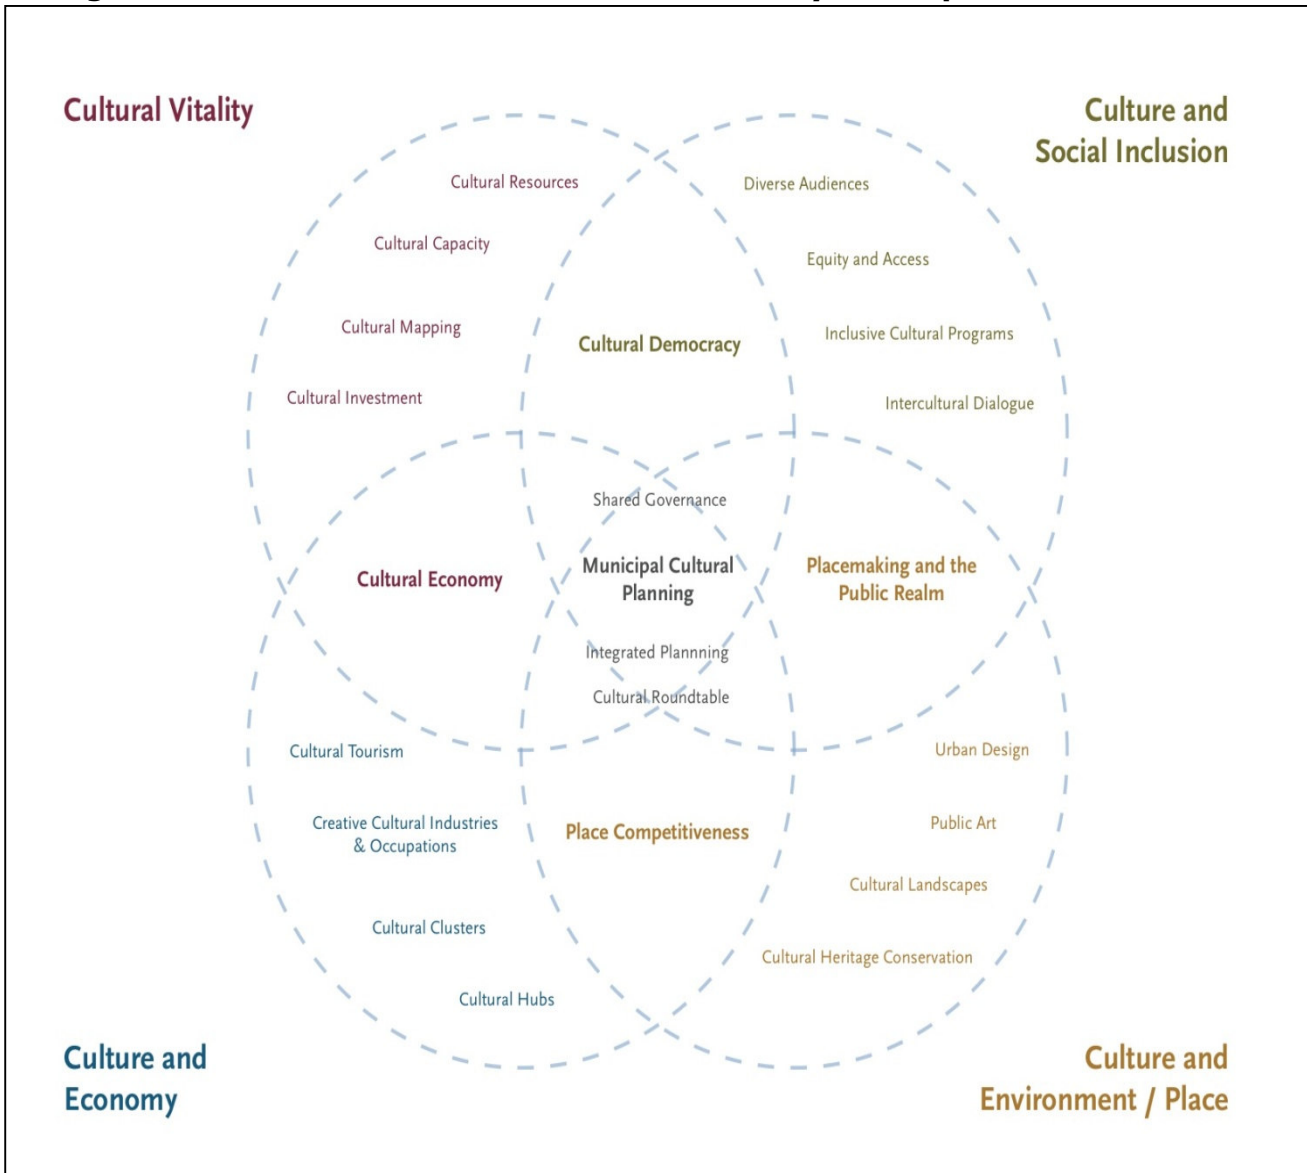 Cultural Vitality
Culture and
Social Inclusion
Cultural Resources
Diverse Audiences
Cultural Capacity
Equity and Access
Cultural Mapping
Inclusive Cultural Programs
Cultural Democracy
Cultural Investment
Intercultural Dialogue
Shared Governance
Cultural Economy
Municipal Cultural
Planning
Placemaking and the
Public Realm
Integrated Plannning
Cultural Roundtable
Cultural Tourism
Urban Design
Creative Cultural Industries
& Occupations
Place Competitiveness
Public Art
Cultural Landscapes
Cultural Clusters
Cultural Heritage Conservation
Cultural Hubs
Culture and
Economy
Culture and
Environment / Place